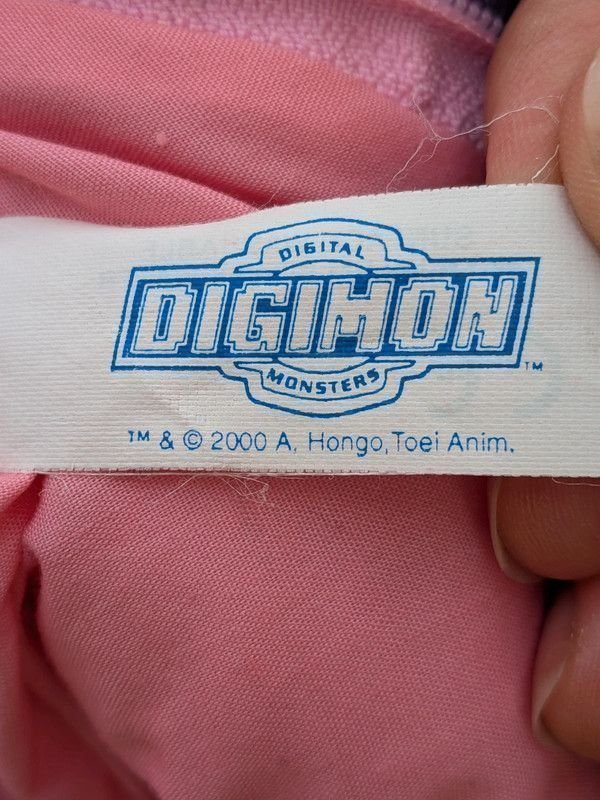 DIGITAL
DIGIMON
MONSTERS
TM
TM & © 2000 A. Hongo, Toei Anim.